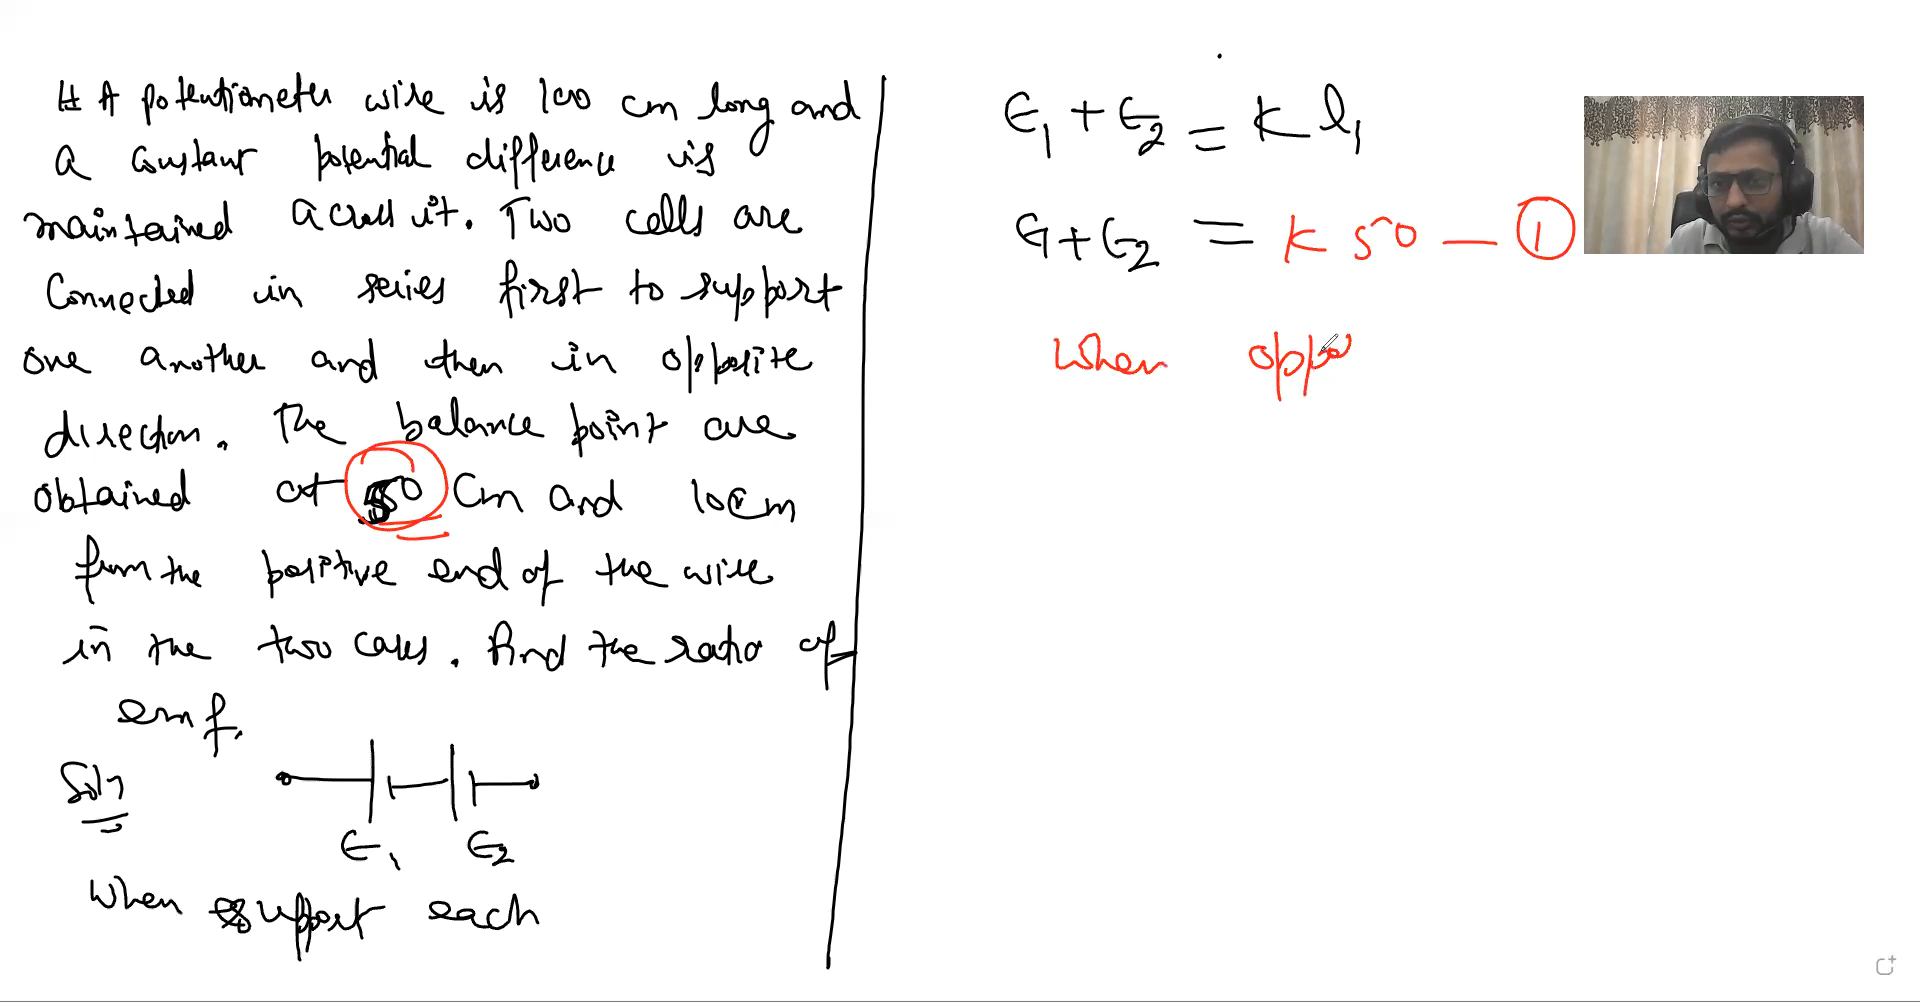 # A potentiometer wire is 100 cm long and
a constant potential difference is
maintained across it. Two cells are
Connected in series first to support
one another and then in opposite
direction. The balance point are
obtained at 50 cm and 10cm
from the positive end of the wire
in the two cases. find the ratio of
emf.
Soln
E1 E2
When support each
E1 + E2 = K l1
E1+E2 = K 50 — 1
When oppo